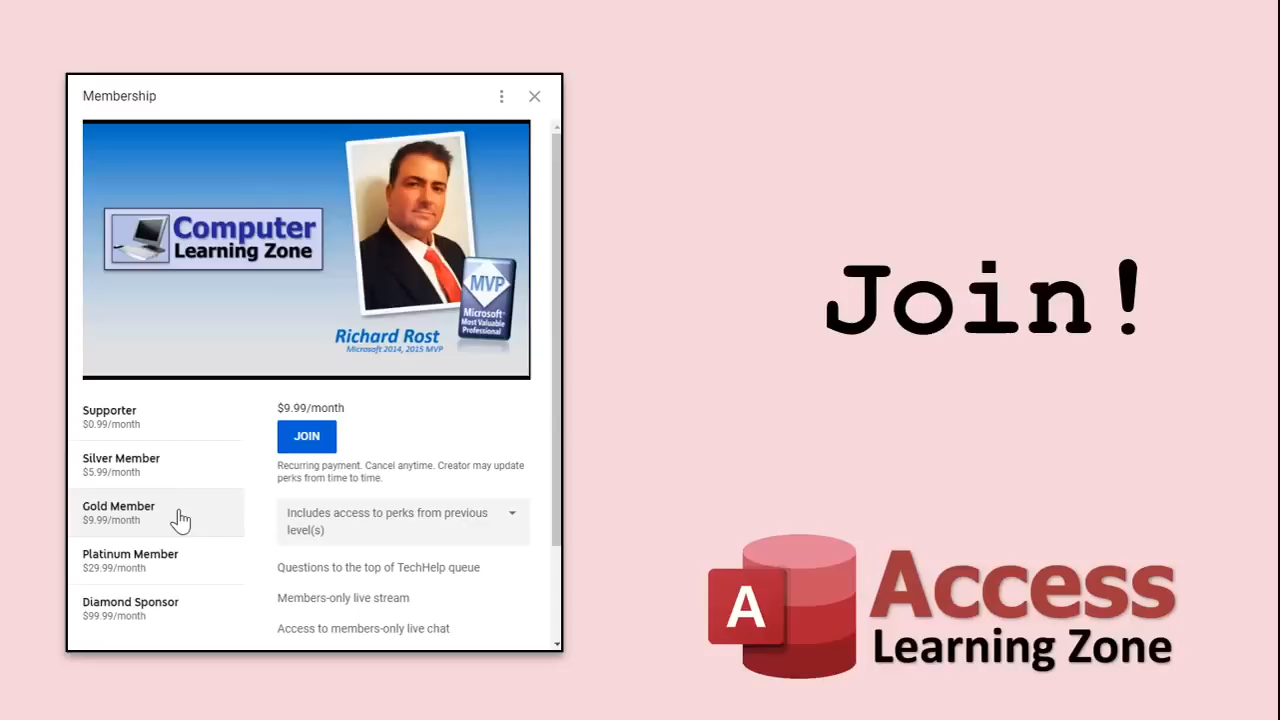 Membership
Computer
Learning Zone
MVP
Microsoft
Most Valuable
Professional
Richard Rost
Microsoft 2014, 2015 MVP
Supporter
$0.99/month
Silver Member
$5.99/month
Gold Member
$9.99/month
Platinum Member
$29.99/month
Diamond Sponsor
$99.99/month
$9.99/month
JOIN
Recurring payment. Cancel anytime. Creator may update
perks from time to time.
Includes access to perks from previous
level(s)
Questions to the top of TechHelp queue
Members-only live stream
Access to members-only live chat
Join!
A
Access
Learning Zone